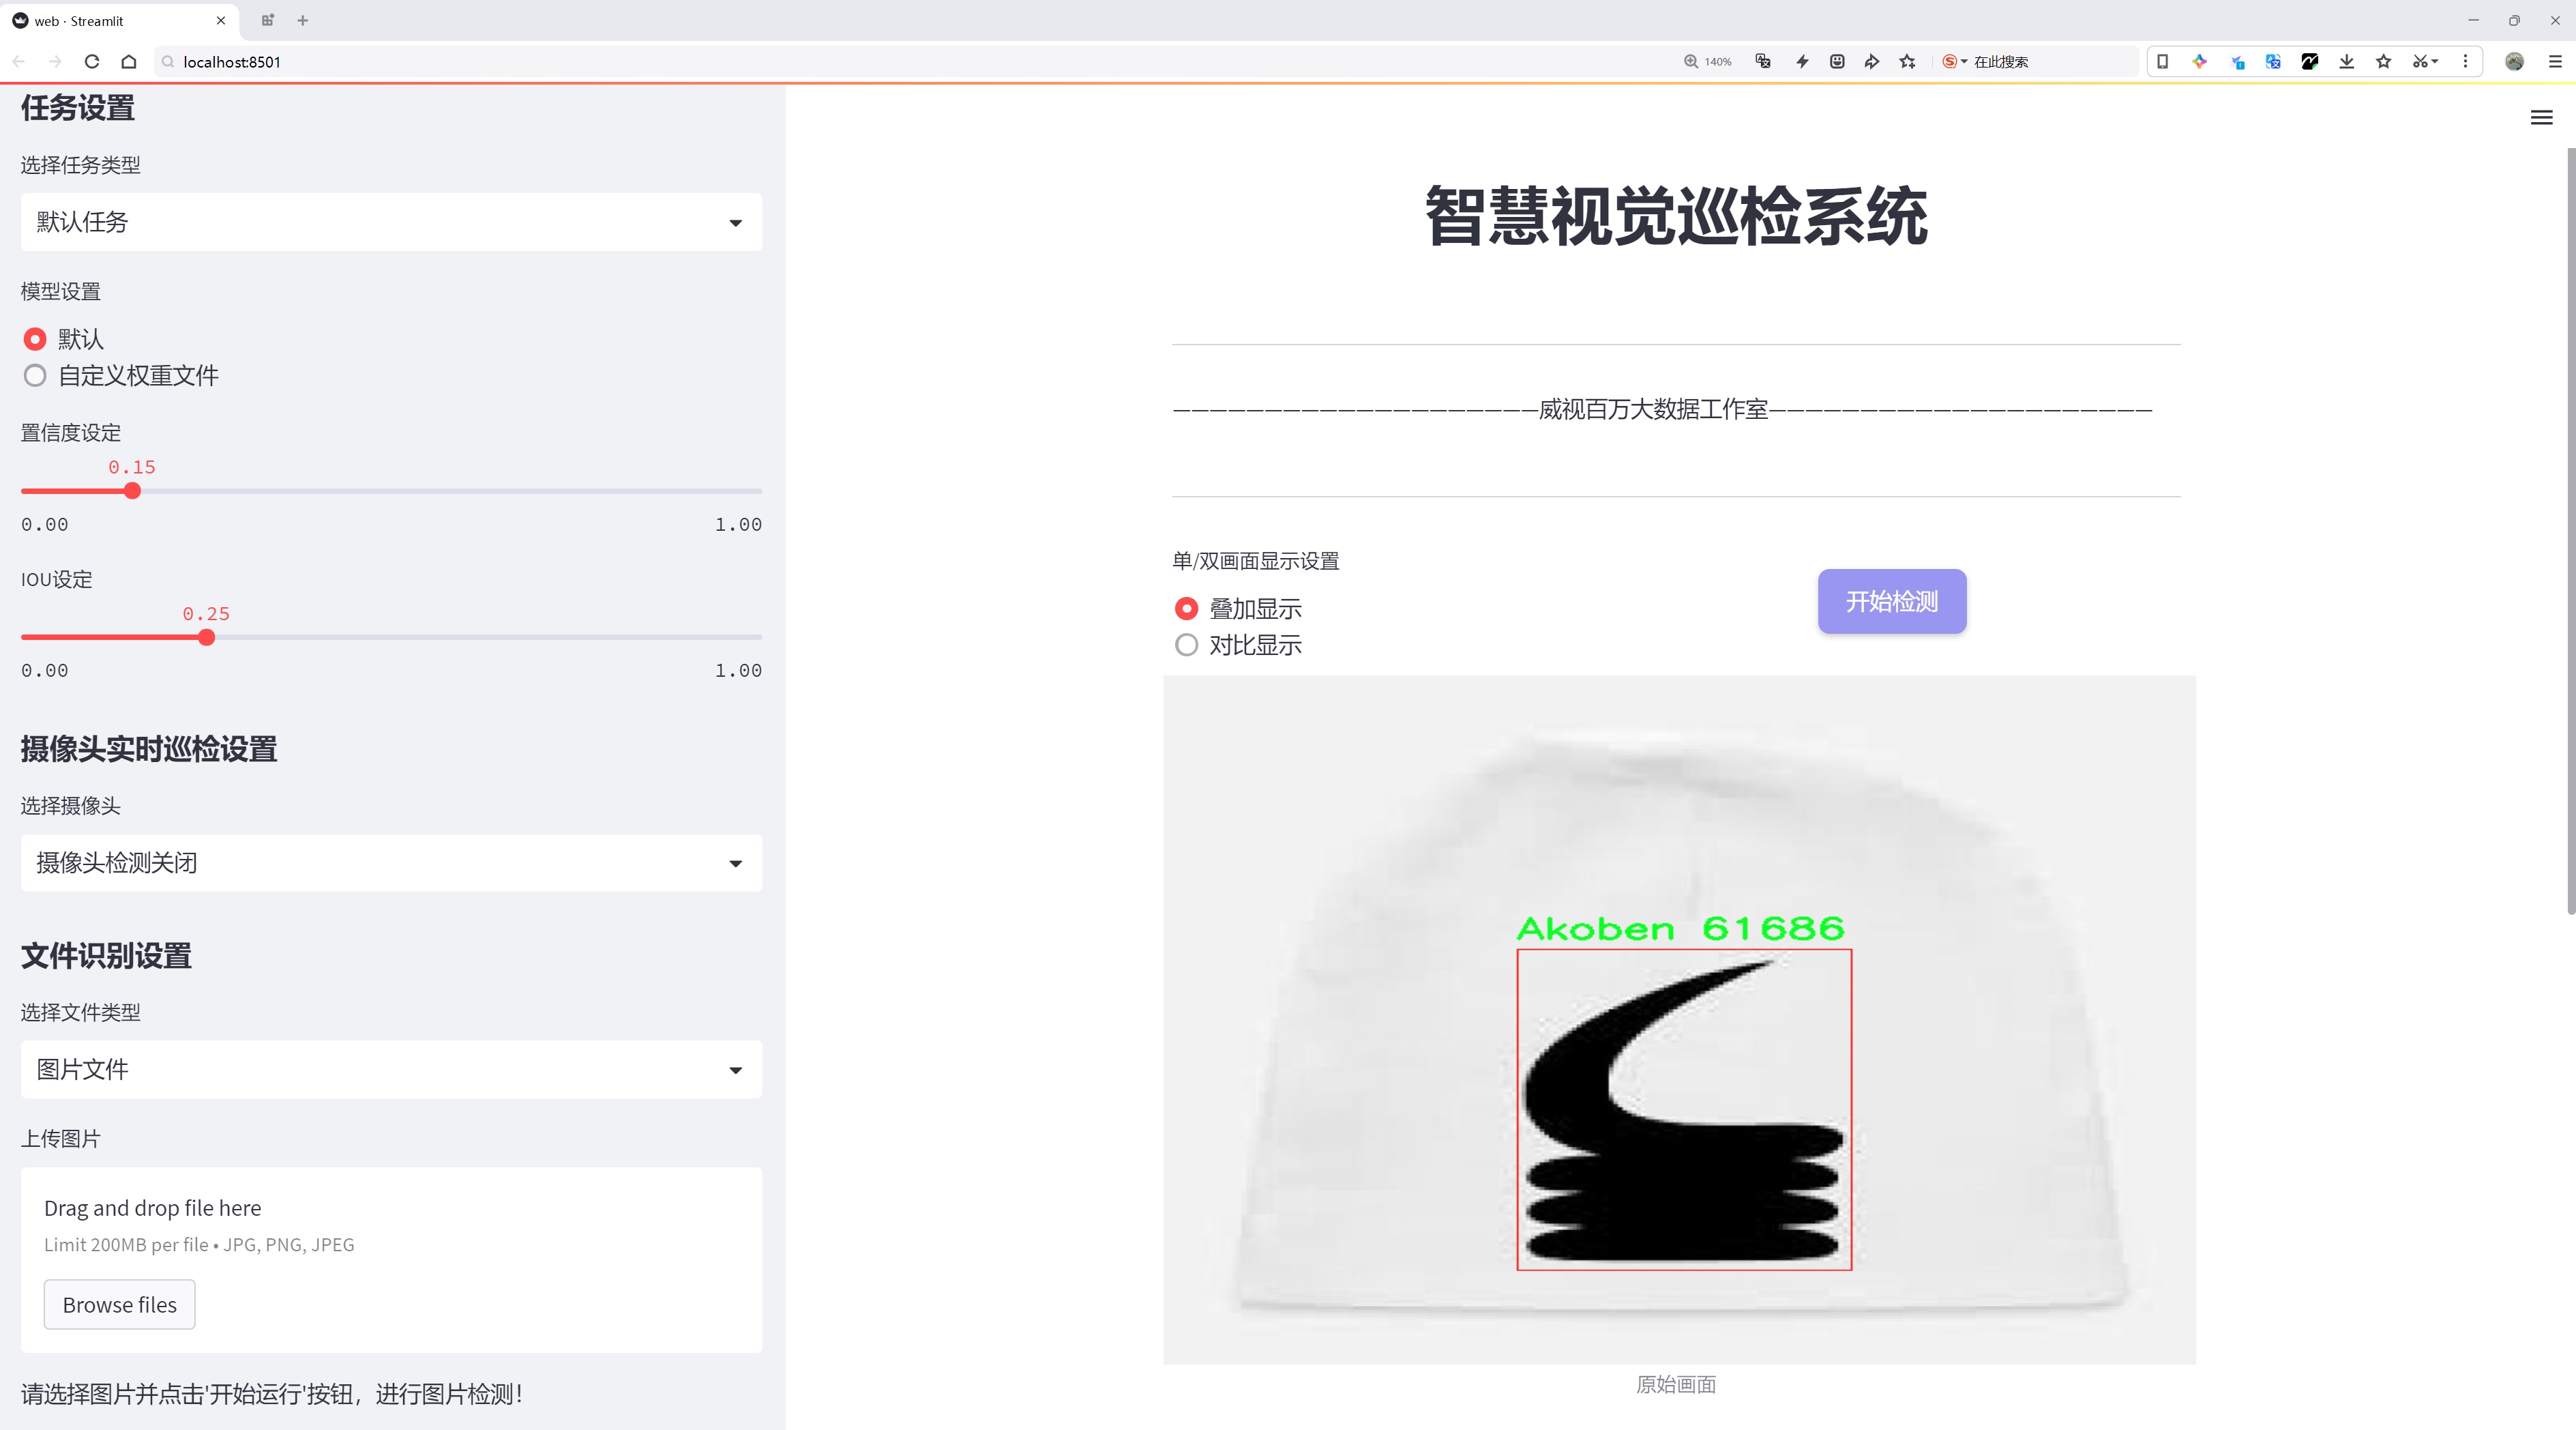 web · Streamlit
localhost:8501
140%
在此搜索
任务设置
选择任务类型
默认任务
模型设置
默认
自定义权重文件
置信度设定
0.15
0.00
1.00
IOU设定
0.25
0.00
1.00
摄像头实时巡检设置
选择摄像头
摄像头检测关闭
文件识别设置
选择文件类型
图片文件
上传图片
Drag and drop file here
Limit 200MB per file • JPG, PNG, JPEG
Browse files
请选择图片并点击'开始运行'按钮，进行图片检测！
智慧视觉巡检系统
————————————————————威视百万大数据工作室—————————————————————
单/双画面显示设置
叠加显示
对比显示
开始检测
Akoben 61686
原始画面